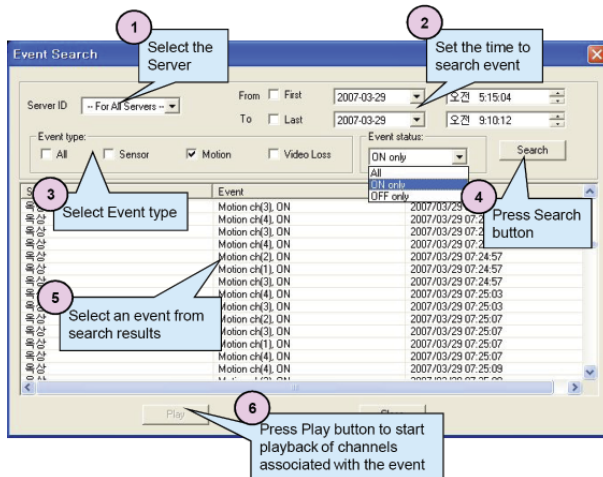 1
Select the
Server
2
Set the time to
search event
Event Search
Server ID
-- For All Servers --
From
First
2007-03-29
오전 5:15:04
To
Last
2007-03-29
오전 9:10:12
Event type:
All
Sensor
Motion
Video Loss
Event status:
ON only
All
ON only
OFF only
Search
3
Select Event type
4
Press Search
button
Event
Motion ch(3), ON
Motion ch(4), ON
Motion ch(3), ON
Motion ch(4), ON
Motion ch(2), ON
2007/03/29 07:24:57
Motion ch(1), ON
2007/03/29 07:24:57
Motion ch(3), ON
2007/03/29 07:24:57
Motion ch(4), ON
2007/03/29 07:25:03
Motion ch(3), ON
2007/03/29 07:25:03
Motion ch(2), ON
2007/03/29 07:25:07
Motion ch(3), ON
2007/03/29 07:25:07
Motion ch(1), ON
2007/03/29 07:25:07
Motion ch(4), ON
2007/03/29 07:25:07
Motion ch(4), ON
2007/03/29 07:25:09
5
Select an event from
search results
Play
6
Press Play button to start
playback of channels
associated with the event